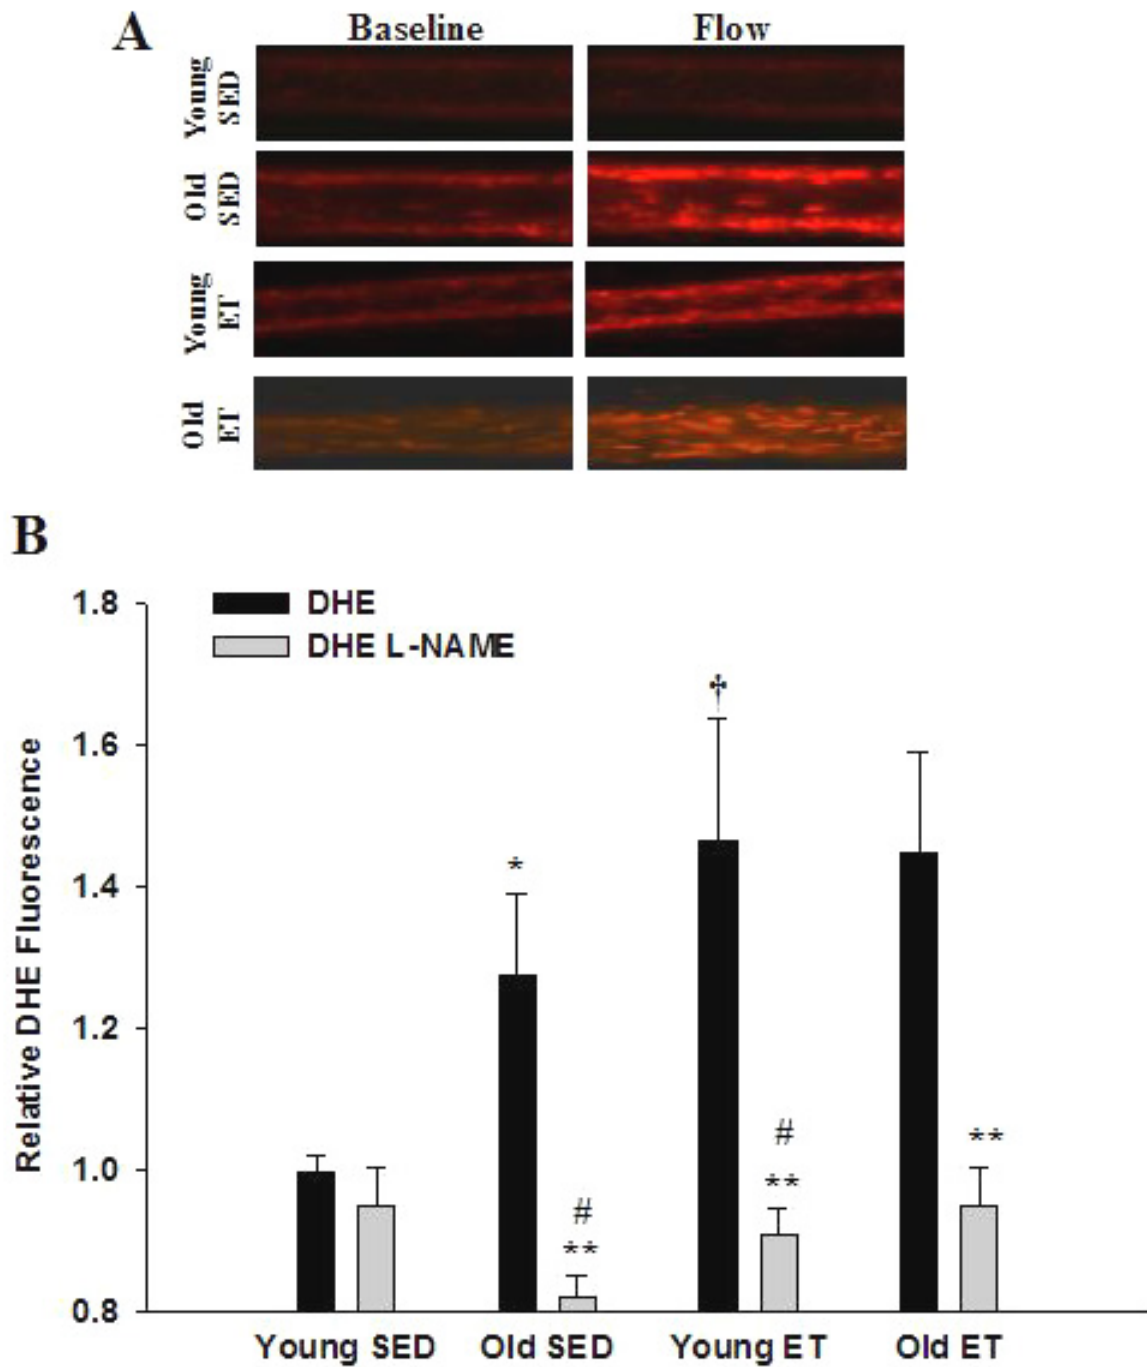 A
Baseline Flow
Young SED
Old SED
Young ET
Old ET
B
DHE
DHE L-NAME
Relative DHE Fluorescence
1.8
1.6
1.4
1.2
1.0
0.8
*
#
**
†
#
**
**
Young SED Old SED Young ET Old ET